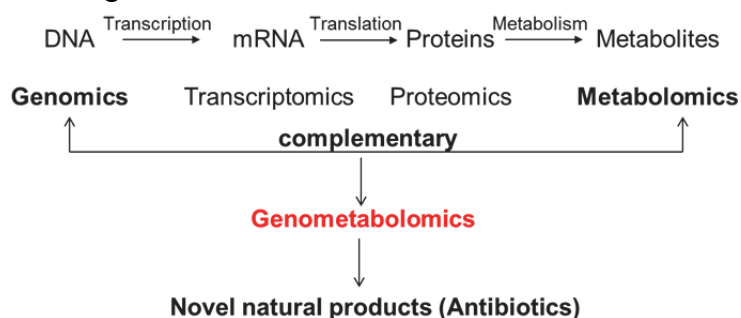 DNA Transcription mRNA Translation Proteins Metabolism Metabolites
Genomics Transcriptomics Proteomics Metabolomics
complementary
Genometabolomics
Novel natural products (Antibiotics)